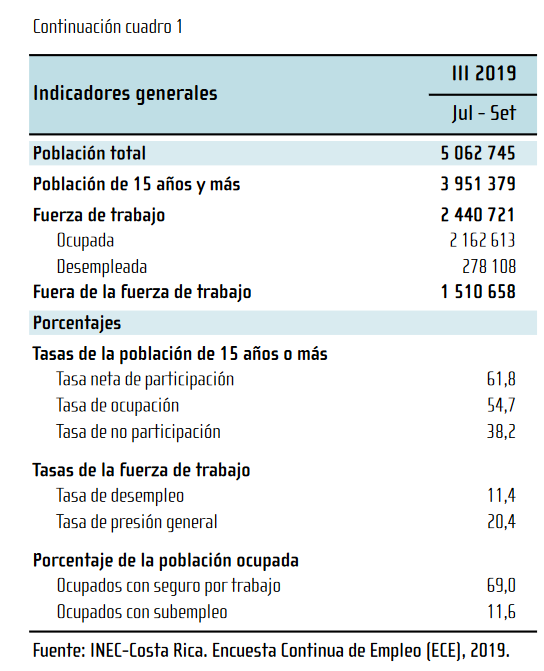 Continuación cuadro 1
Indicadores generales
III 2019
Jul - Set
Población total 5 062 745
Población de 15 años y más 3 951 379
Fuerza de trabajo 2 440 721
Ocupada 2 162 613
Desempleada 278 108
Fuera de la fuerza de trabajo 1 510 658
Porcentajes
Tasas de la población de 15 años o más
Tasa neta de participación 61,8
Tasa de ocupación 54,7
Tasa de no participación 38,2
Tasas de la fuerza de trabajo
Tasa de desempleo 11,4
Tasa de presión general 20,4
Porcentaje de la población ocupada
Ocupados con seguro por trabajo 69,0
Ocupados con subempleo 11,6
Fuente: INEC-Costa Rica. Encuesta Continua de Empleo (ECE), 2019.